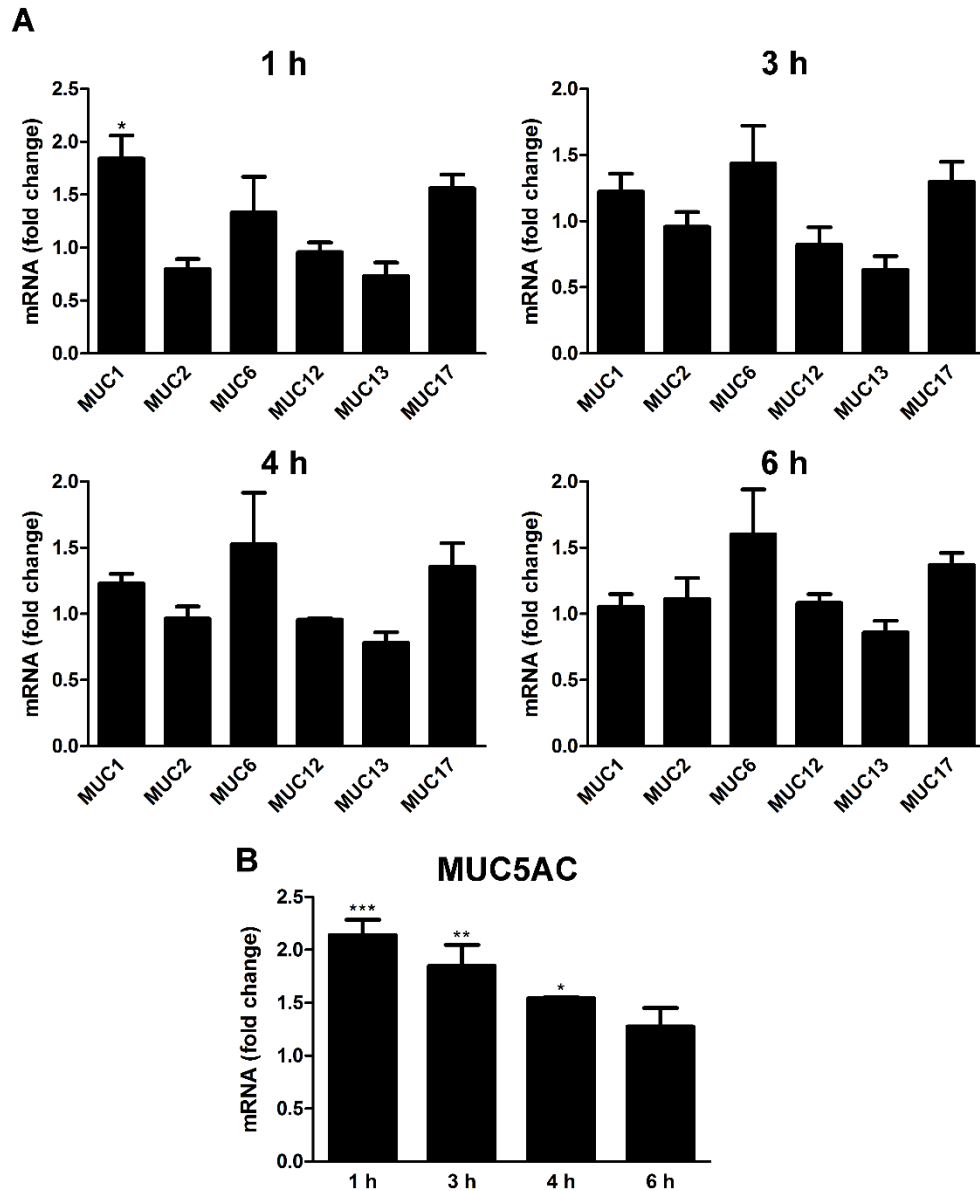 A
1 h
mRNA (fold change)
2.5
2.0
1.5
1.0
0.5
0.0
*
MUC1
MUC2
MUC6
MUC12
MUC13
MUC17
3 h
mRNA (fold change)
2.0
1.5
1.0
0.5
0.0
MUC1
MUC2
MUC6
MUC12
MUC13
MUC17
4 h
mRNA (fold change)
2.0
1.5
1.0
0.5
0.0
MUC1
MUC2
MUC6
MUC12
MUC13
MUC17
6 h
mRNA (fold change)
2.0
1.5
1.0
0.5
0.0
MUC1
MUC2
MUC6
MUC12
MUC13
MUC17
B
MUC5AC
mRNA (fold change)
2.5
2.0
1.5
1.0
0.5
0.0
***
**
*
1 h
3 h
4 h
6 h